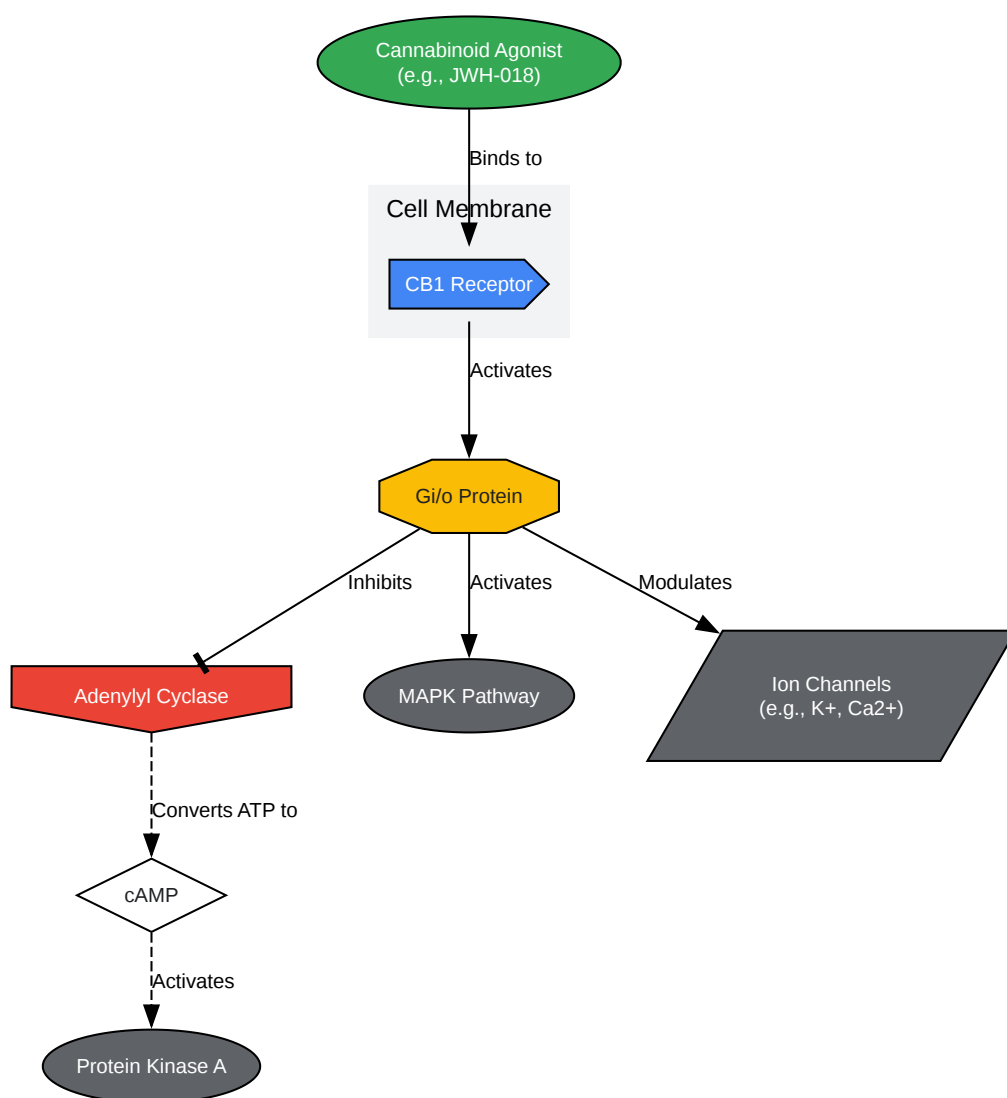 Cannabinoid Agonist
(e.g., JWH-018)
Binds to
Cell Membrane
CB1 Receptor
Activates
Gi/o Protein
Inhibits
Activates
Modulates
Adenylyl Cyclase
MAPK Pathway
Ion Channels
(e.g., K+, Ca2+)
Converts ATP to
cAMP
Activates
Protein Kinase A